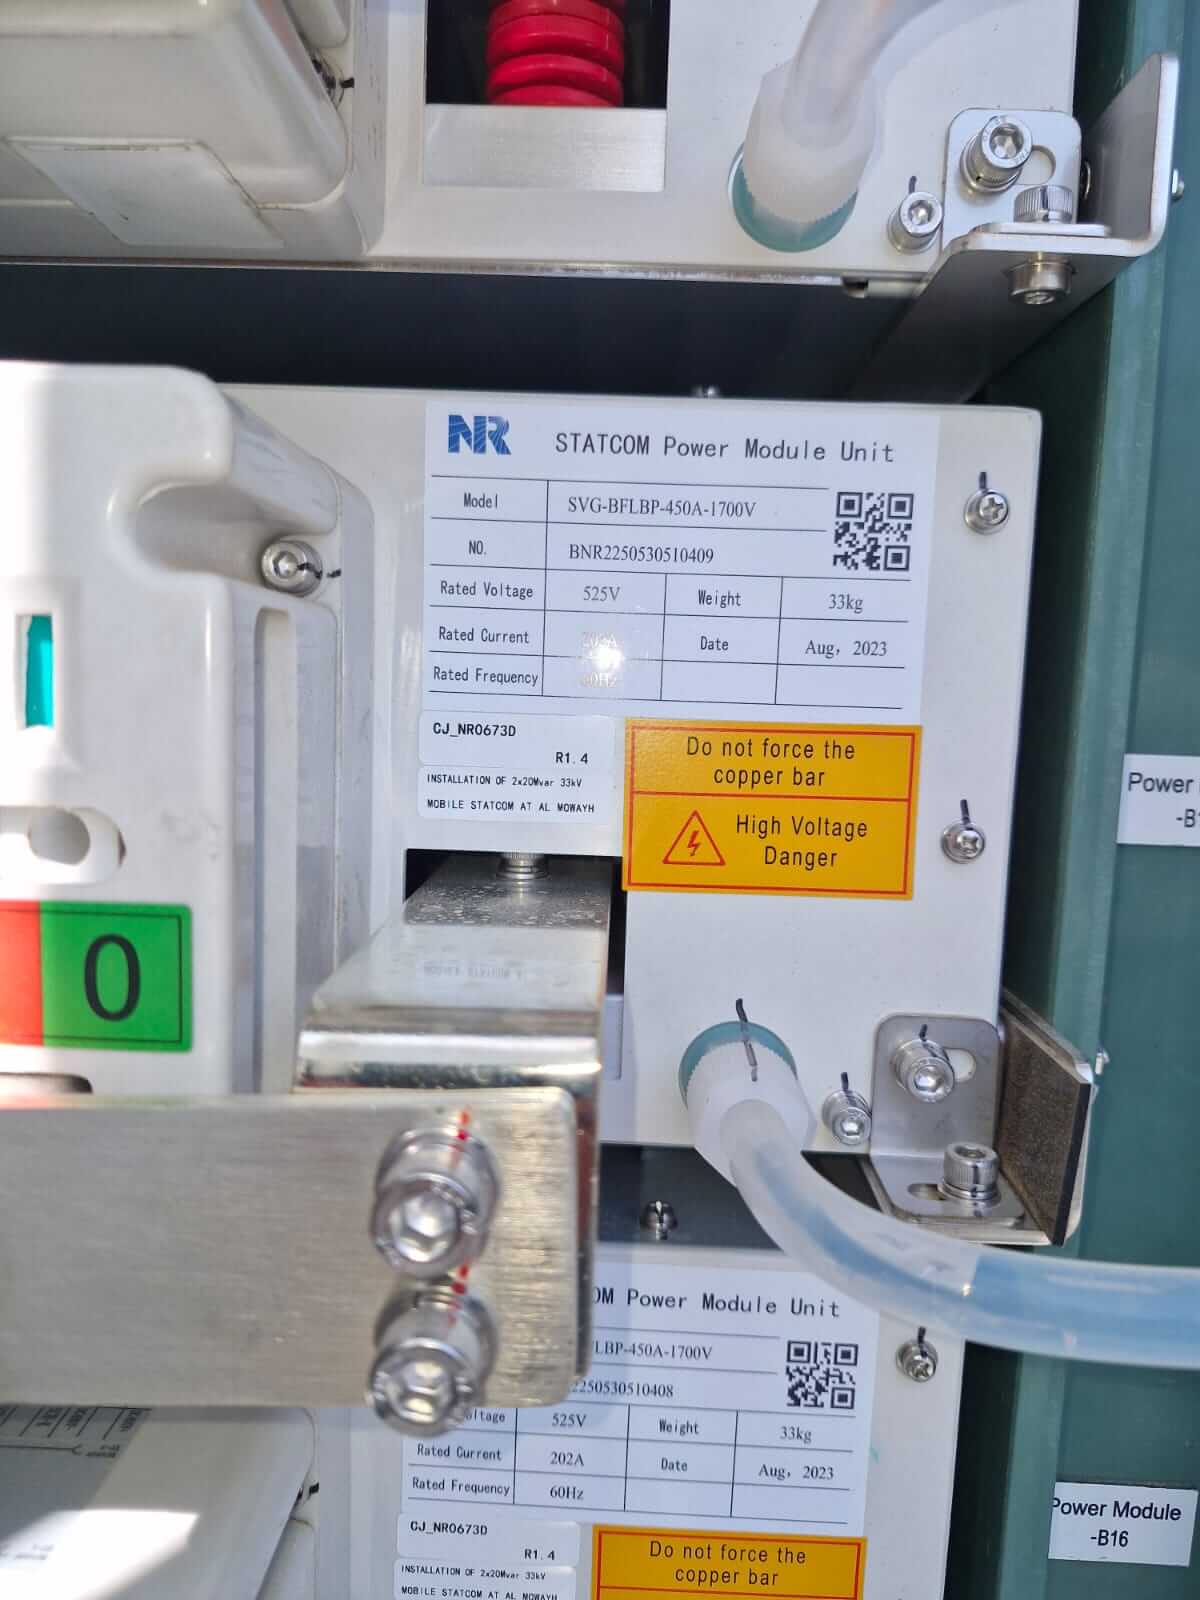 NR STATCOM Power Module Unit
Model SVG-BFLBP-450A-1700V
NO. BNR2250530510409
Rated Voltage 525V Weight 33kg
Rated Current 202A Date Aug, 2023
Rated Frequency 60Hz
CJ_NR0673D
R1.4
INSTALLATION OF 2x20Mvar 33kV
MOBILE STATCOM AT AL MOWAYH
Do not force the
copper bar
High Voltage
Danger
Power
0
OM Power Module Unit
FLBP-450A-1700V
2250530510408
ltage 525V Weight 33kg
Rated Current 202A Date Aug, 2023
Rated Frequency 60Hz
CJ_NR0673D
R1.4
INSTALLATION OF 2x20Mvar 33kV
MOBILE STATCOM AT AL MOWAYH
Do not force the
copper bar
Power Module
-B16